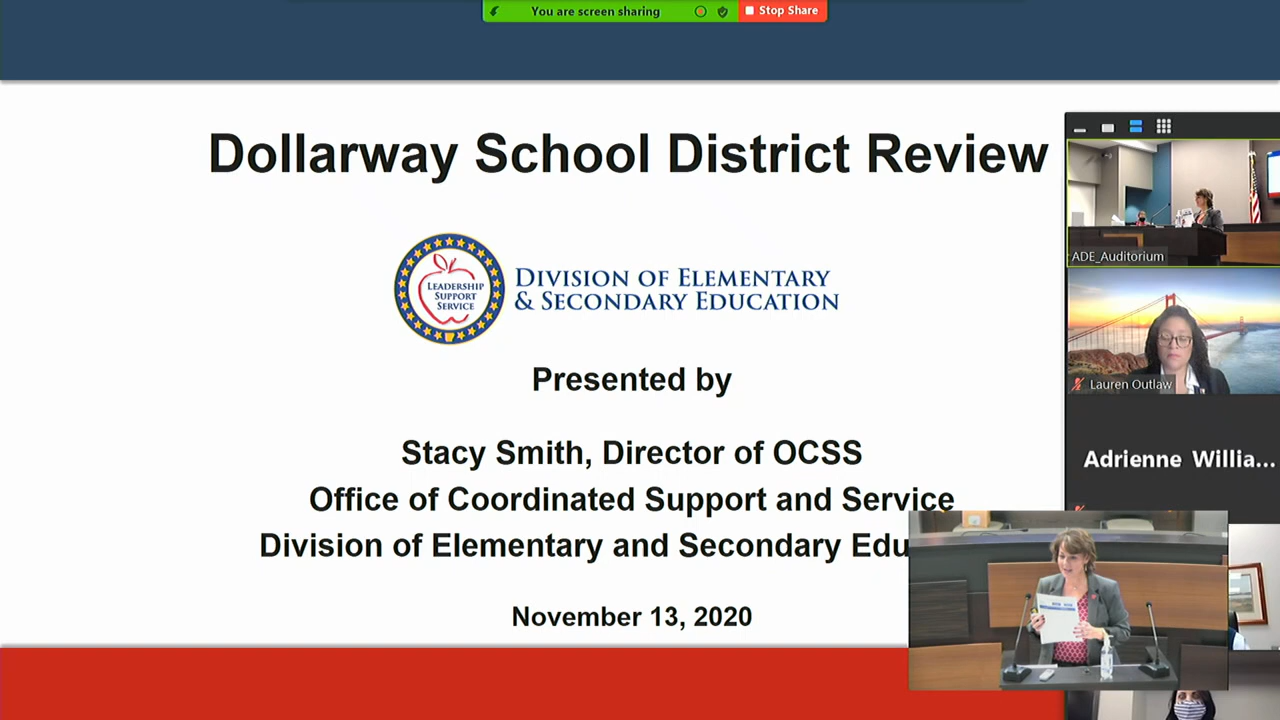 You are screen sharing
Stop Share
Dollarway School District Review
LEADERSHIP
SUPPORT
SERVICE
DIVISION OF ELEMENTARY
& SECONDARY EDUCATION
Presented by
Stacy Smith, Director of OCSS
Office of Coordinated Support and Service
Division of Elementary and Secondary Edu
November 13, 2020
ADE_Auditorium
Lauren Outlaw
Adrienne Willia...